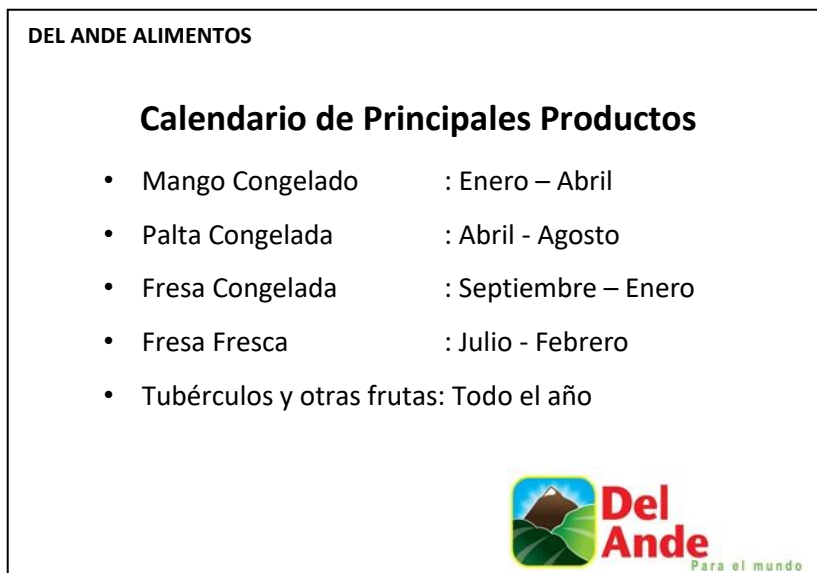 DEL ANDE ALIMENTOS
Calendario de Principales Productos
• Mango Congelado : Enero – Abril
• Palta Congelada : Abril - Agosto
• Fresa Congelada : Septiembre – Enero
• Fresa Fresca : Julio - Febrero
• Tubérculos y otras frutas: Todo el año
Del
Ande
Para el mundo